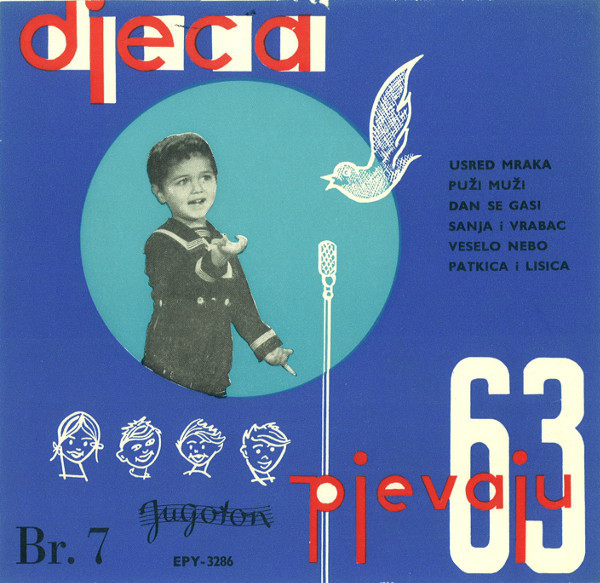 djeca
USRED MRAKA
PUŽI MUŽI
DAN SE GASI
SANJA i VRABAC
VESELO NEBO
PATKICA i LISICA
63
pjevaju
Jugoton
Br. 7
EPY-3286